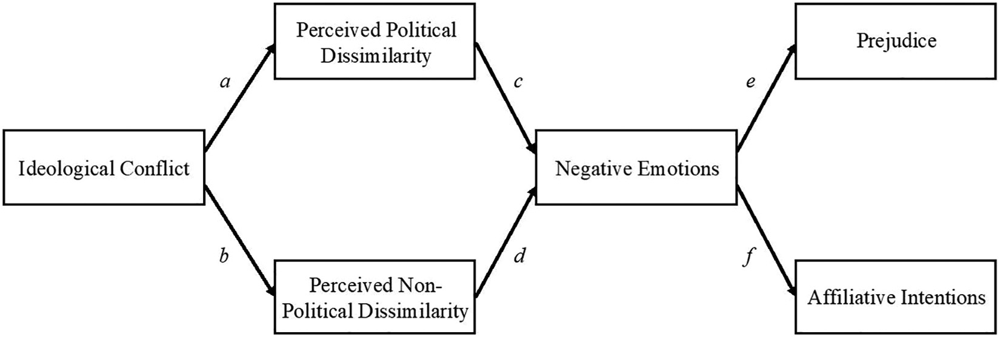 Perceived Political
Dissimilarity
Prejudice
a
c
e
Ideological Conflict
Negative Emotions
b
d
f
Perceived Non-
Political Dissimilarity
Affiliative Intentions